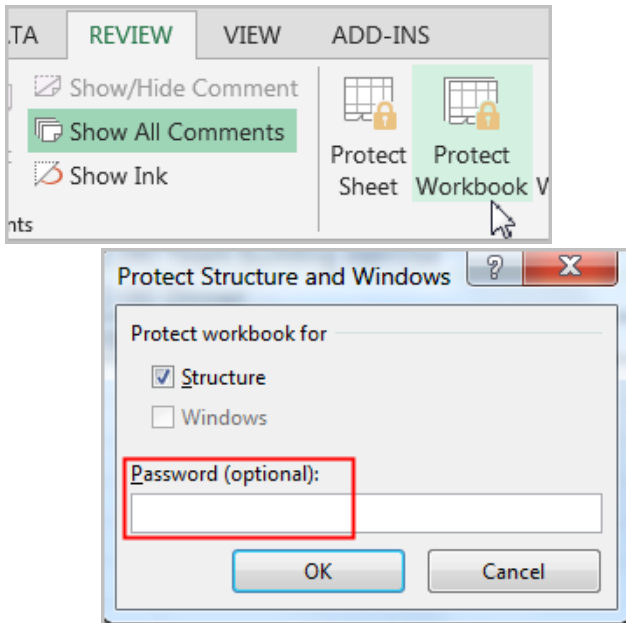 TA REVIEW VIEW ADD-INS
Show/Hide Comment
Show All Comments
Show Ink
Protect Sheet
Protect Workbook
W
nts
Protect Structure and Windows ? X
Protect workbook for
Structure
Windows
Password (optional):
OK Cancel